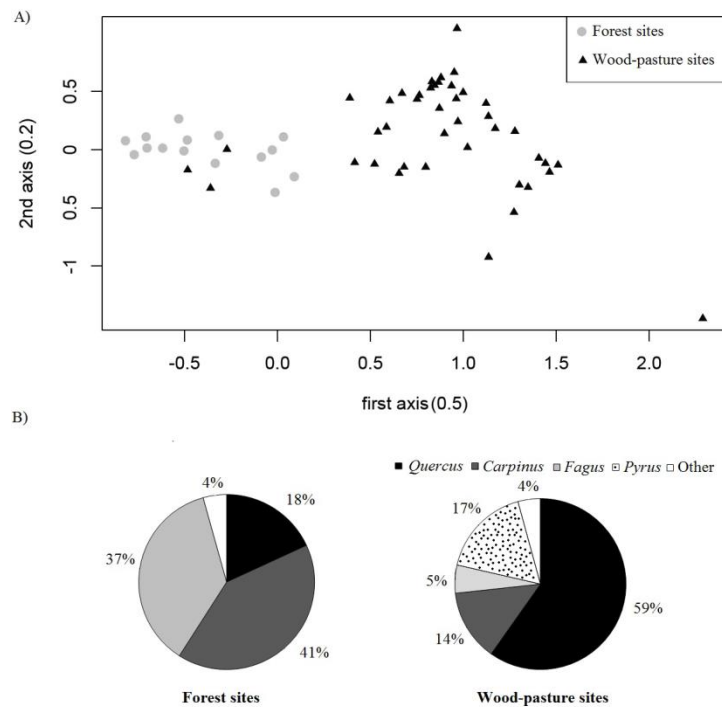 A)
Forest sites
Wood-pasture sites
2nd axis (0.2)
0.5
0
0.5
-1
-0.5
0.0
0.5
1.0
1.5
2.0
first axis (0.5)
B)
Quercus Carpinus Fagus Pyrus Other
4%
18%
37%
41%
Forest sites
4%
17%
5%
14%
59%
Wood-pasture sites